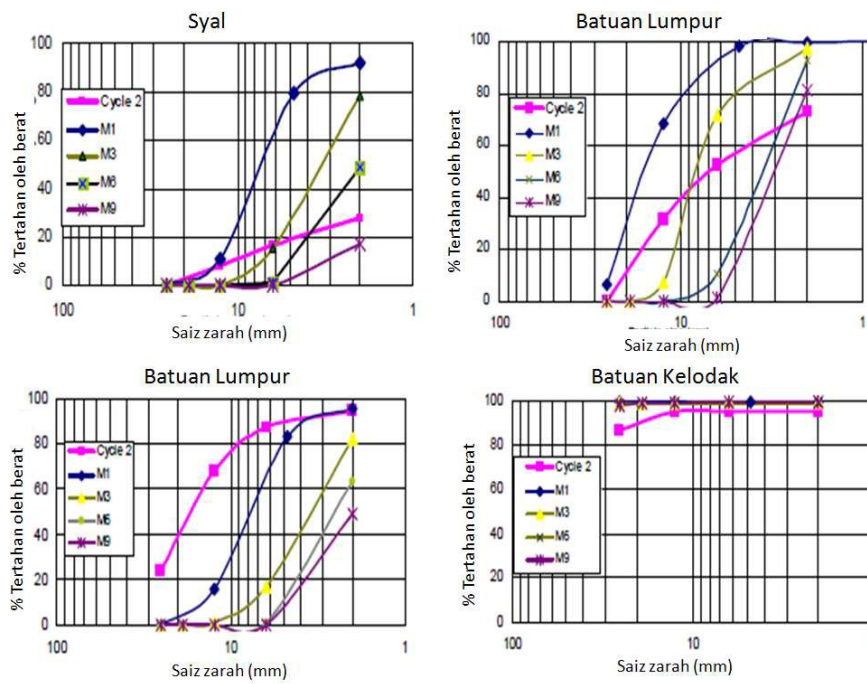 Syal
% Tertahan oleh berat
100
80
60
40
20
0
Cycle 2
M1
M3
M6
M9
100
10
1
Saiz zarah (mm)
Batuan Lumpur
% Tertahan oleh berat
100
80
60
40
20
0
Cycle 2
M1
M3
M6
M9
100
10
1
Saiz zarah (mm)
Batuan Lumpur
% Tertahan oleh berat
100
80
60
40
20
0
Cycle 2
M1
M3
M6
M9
100
10
1
Saiz zarah (mm)
Batuan Kelodak
% Tertahan oleh berat
100
80
60
40
20
0
Cycle 2
M1
M3
M6
M9
100
10
1
Saiz zarah (mm)